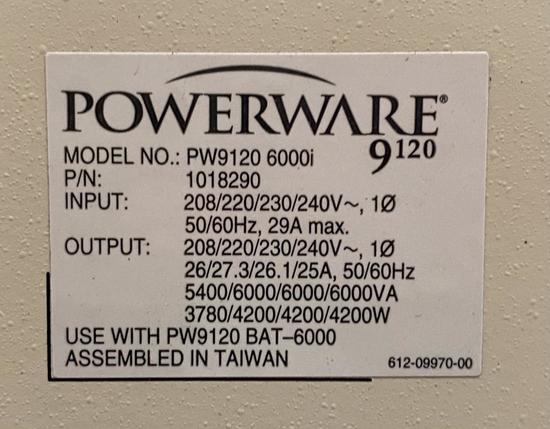 POWERWARE®
9120
MODEL NO.: PW9120 6000i
P/N: 1018290
INPUT: 208/220/230/240V~, 1Ø
50/60Hz, 29A max.
OUTPUT: 208/220/230/240V~, 1Ø
26/27.3/26.1/25A, 50/60Hz
5400/6000/6000/6000VA
3780/4200/4200/4200W
USE WITH PW9120 BAT–6000
ASSEMBLED IN TAIWAN 612-09970-00